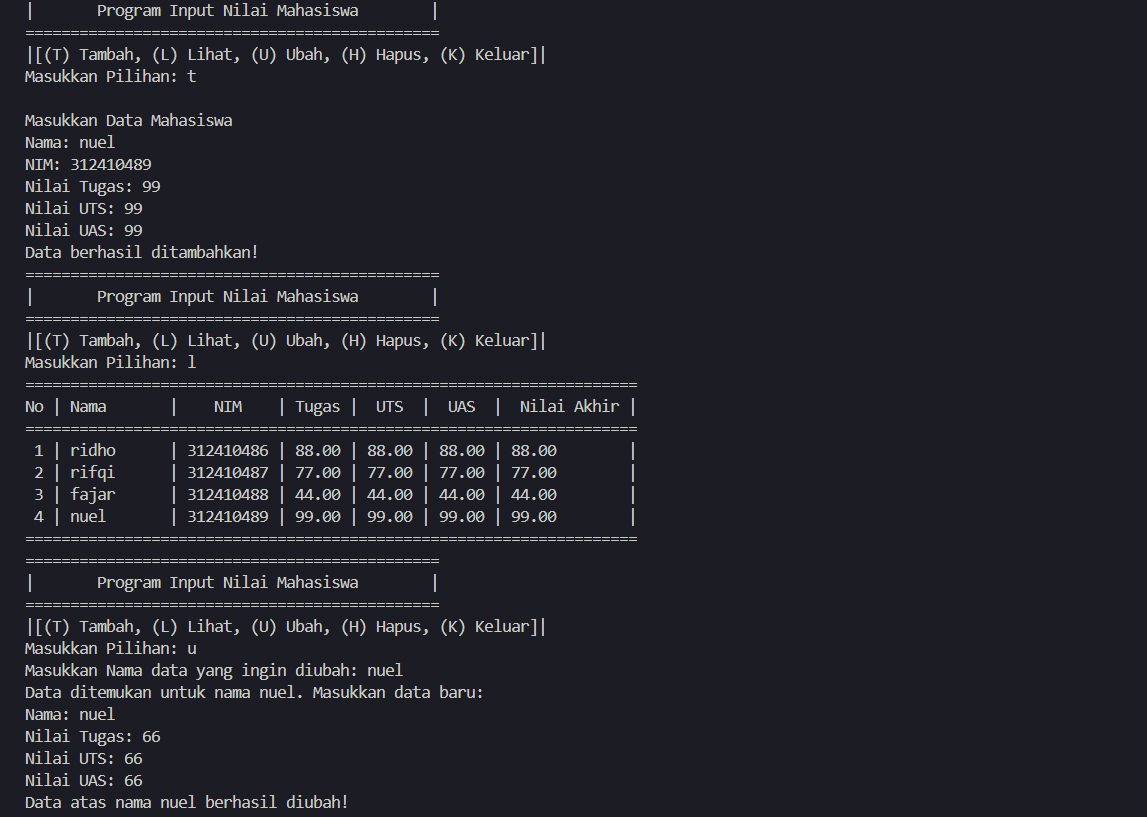 |       Program Input Nilai Mahasiswa        |
==============================================
|[(T) Tambah, (L) Lihat, (U) Ubah, (H) Hapus, (K) Keluar]|
Masukkan Pilihan: t

Masukkan Data Mahasiswa
Nama: nuel
NIM: 312410489
Nilai Tugas: 99
Nilai UTS: 99
Nilai UAS: 99
Data berhasil ditambahkan!
==============================================
|       Program Input Nilai Mahasiswa        |
==============================================
|[(T) Tambah, (L) Lihat, (U) Ubah, (H) Hapus, (K) Keluar]|
Masukkan Pilihan: l
====================================================================
No | Nama       |    NIM    | Tugas |  UTS  |  UAS  |  Nilai Akhir |
====================================================================
 1 | ridho      | 312410486 | 88.00 | 88.00 | 88.00 | 88.00        |
 2 | rifqi      | 312410487 | 77.00 | 77.00 | 77.00 | 77.00        |
 3 | fajar      | 312410488 | 44.00 | 44.00 | 44.00 | 44.00        |
 4 | nuel       | 312410489 | 99.00 | 99.00 | 99.00 | 99.00        |
====================================================================
==============================================
|       Program Input Nilai Mahasiswa        |
==============================================
|[(T) Tambah, (L) Lihat, (U) Ubah, (H) Hapus, (K) Keluar]|
Masukkan Pilihan: u
Masukkan Nama data yang ingin diubah: nuel
Data ditemukan untuk nama nuel. Masukkan data baru:
Nama: nuel
Nilai Tugas: 66
Nilai UTS: 66
Nilai UAS: 66
Data atas nama nuel berhasil diubah!